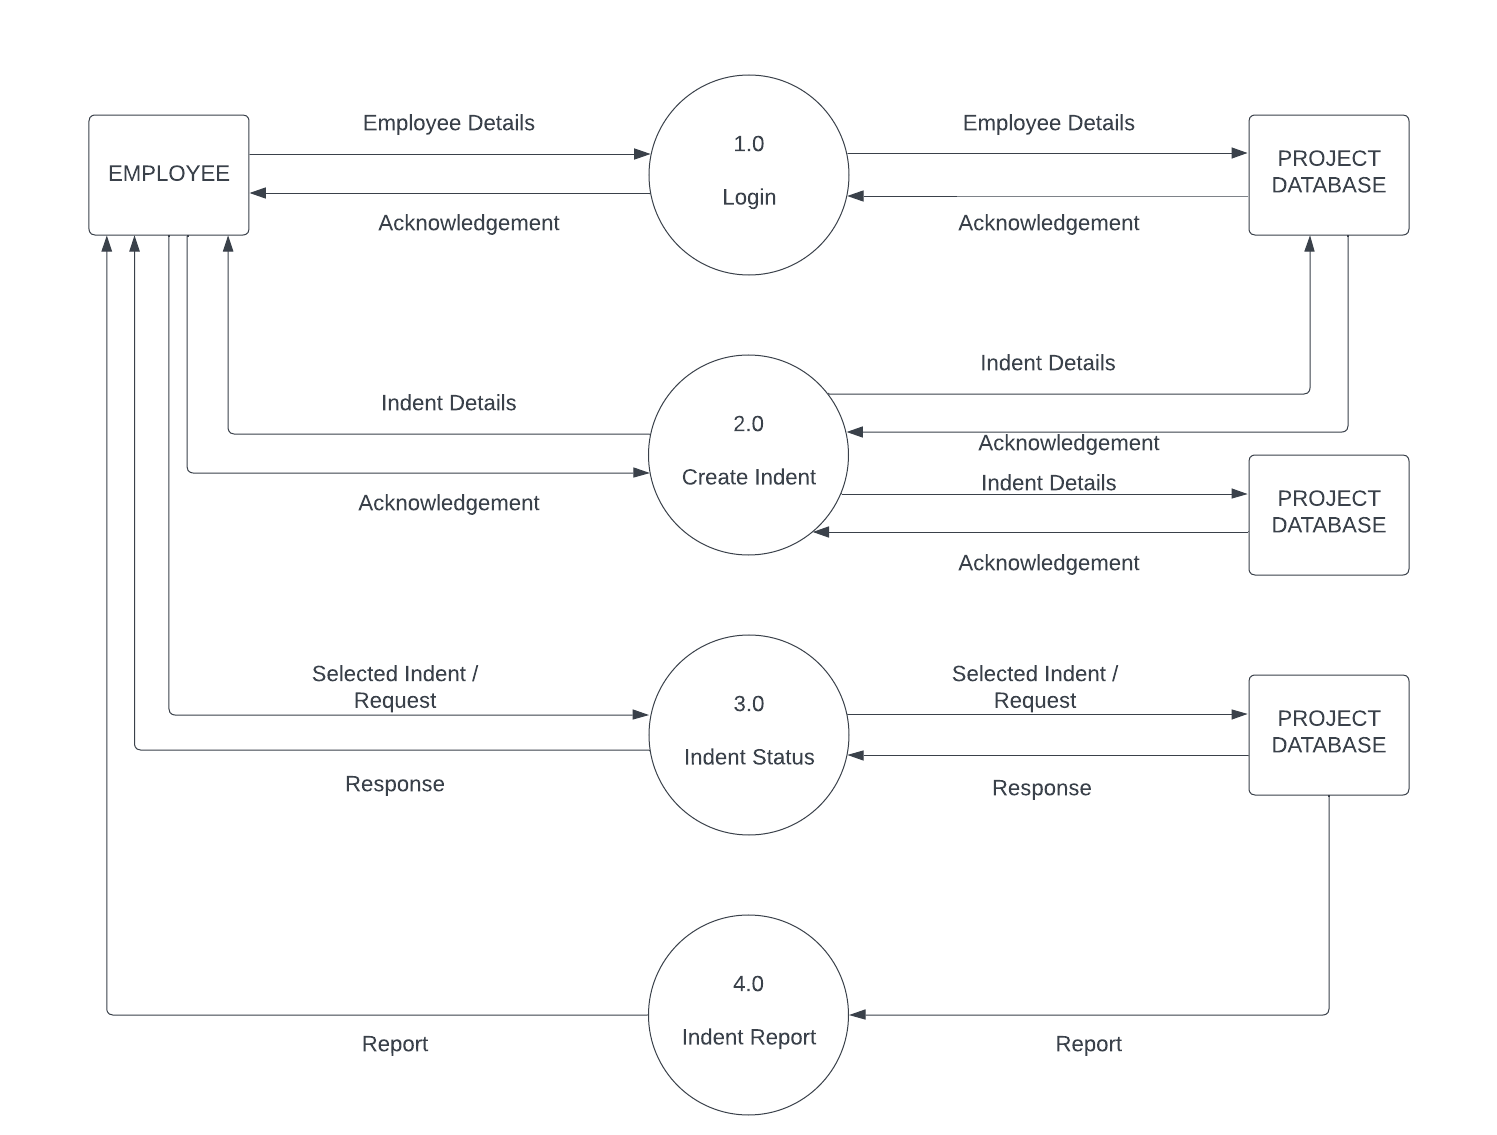 Employee Details
Employee Details
1.0
PROJECT
DATABASE
EMPLOYEE
Login
Acknowledgement
Acknowledgement
Indent Details
Indent Details
2.0
Acknowledgement
Create Indent
Indent Details
PROJECT
DATABASE
Acknowledgement
Acknowledgement
Selected Indent /
Request
Selected Indent /
Request
3.0
PROJECT
DATABASE
Indent Status
Response
Response
4.0
Indent Report
Report
Report